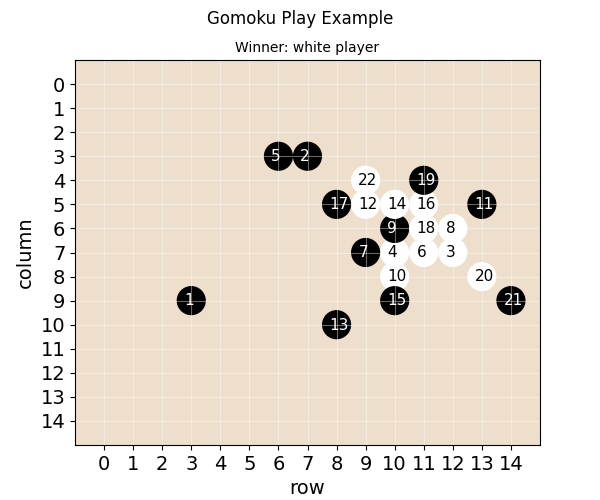 Gomoku Play Example
Winner: white player
0
1
2
3 5 2
4 22 19
5 17 12 14 16 11
6 9 18 8
7 7 4 6 3
8 10 20
9 1 15 21
10 13
11
12
13
14
column
0 1 2 3 4 5 6 7 8 9 10 11 12 13 14
row